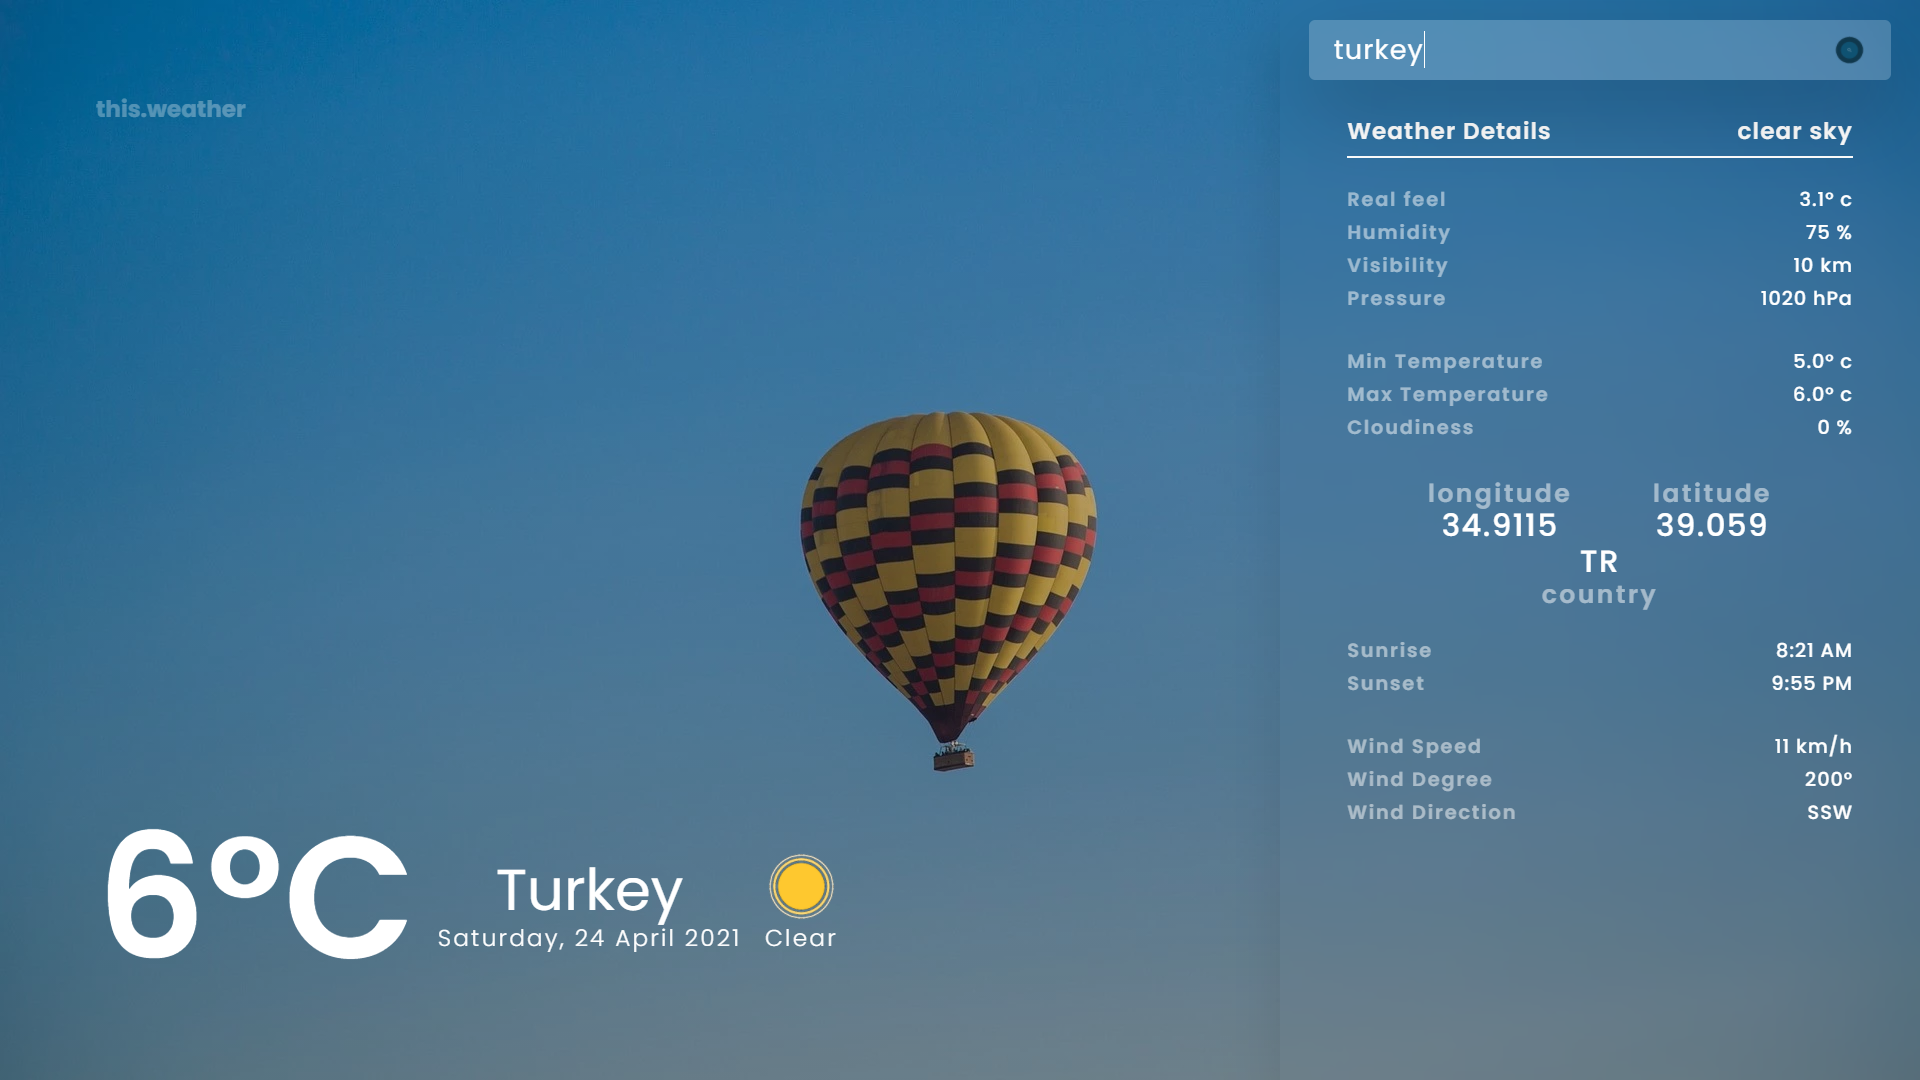 turkey
this.weather
Weather Details clear sky
Real feel 3.1° c
Humidity 75 %
Visibility 10 km
Pressure 1020 hPa
Min Temperature 5.0° c
Max Temperature 6.0° c
Cloudiness 0 %
longitude latitude
34.9115 39.059
TR
country
Sunrise 8:21 AM
Sunset 9:55 PM
Wind Speed 11 km/h
Wind Degree 200°
Wind Direction SSW
6°C
Turkey
Saturday, 24 April 2021 Clear